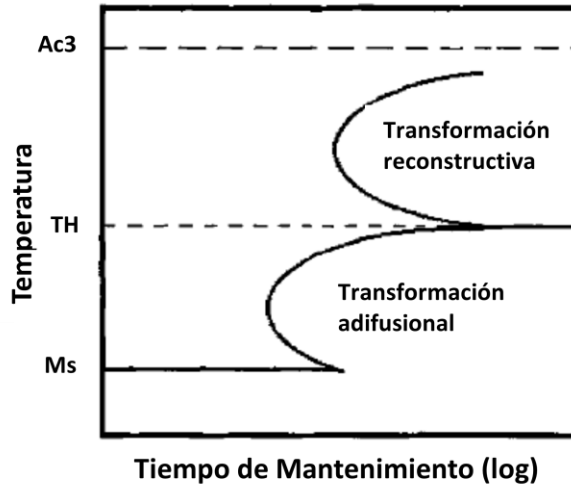 Ac3
Transformación
reconstructiva
Temperatura
TH
Transformación
adifusional
Ms
Tiempo de Mantenimiento (log)